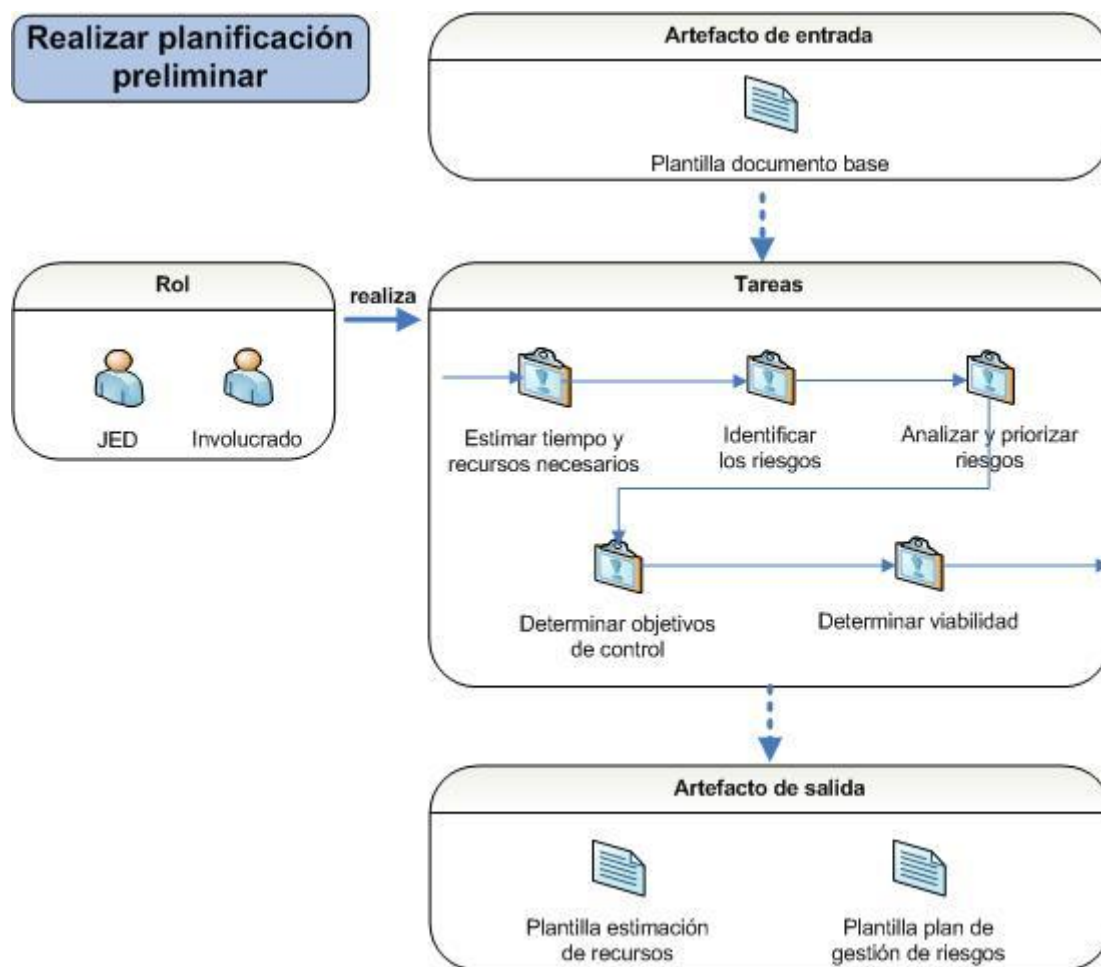 Realizar planificación
preliminar
Artefacto de entrada
Plantilla documento base
Rol
realiza
Tareas
JED
Involucrado
Estimar tiempo y
recursos necesarios
Identificar
los riesgos
Analizar y priorizar
riesgos
Determinar objetivos
de control
Determinar viabilidad
Artefacto de salida
Plantilla estimación
de recursos
Plantilla plan de
gestión de riesgos